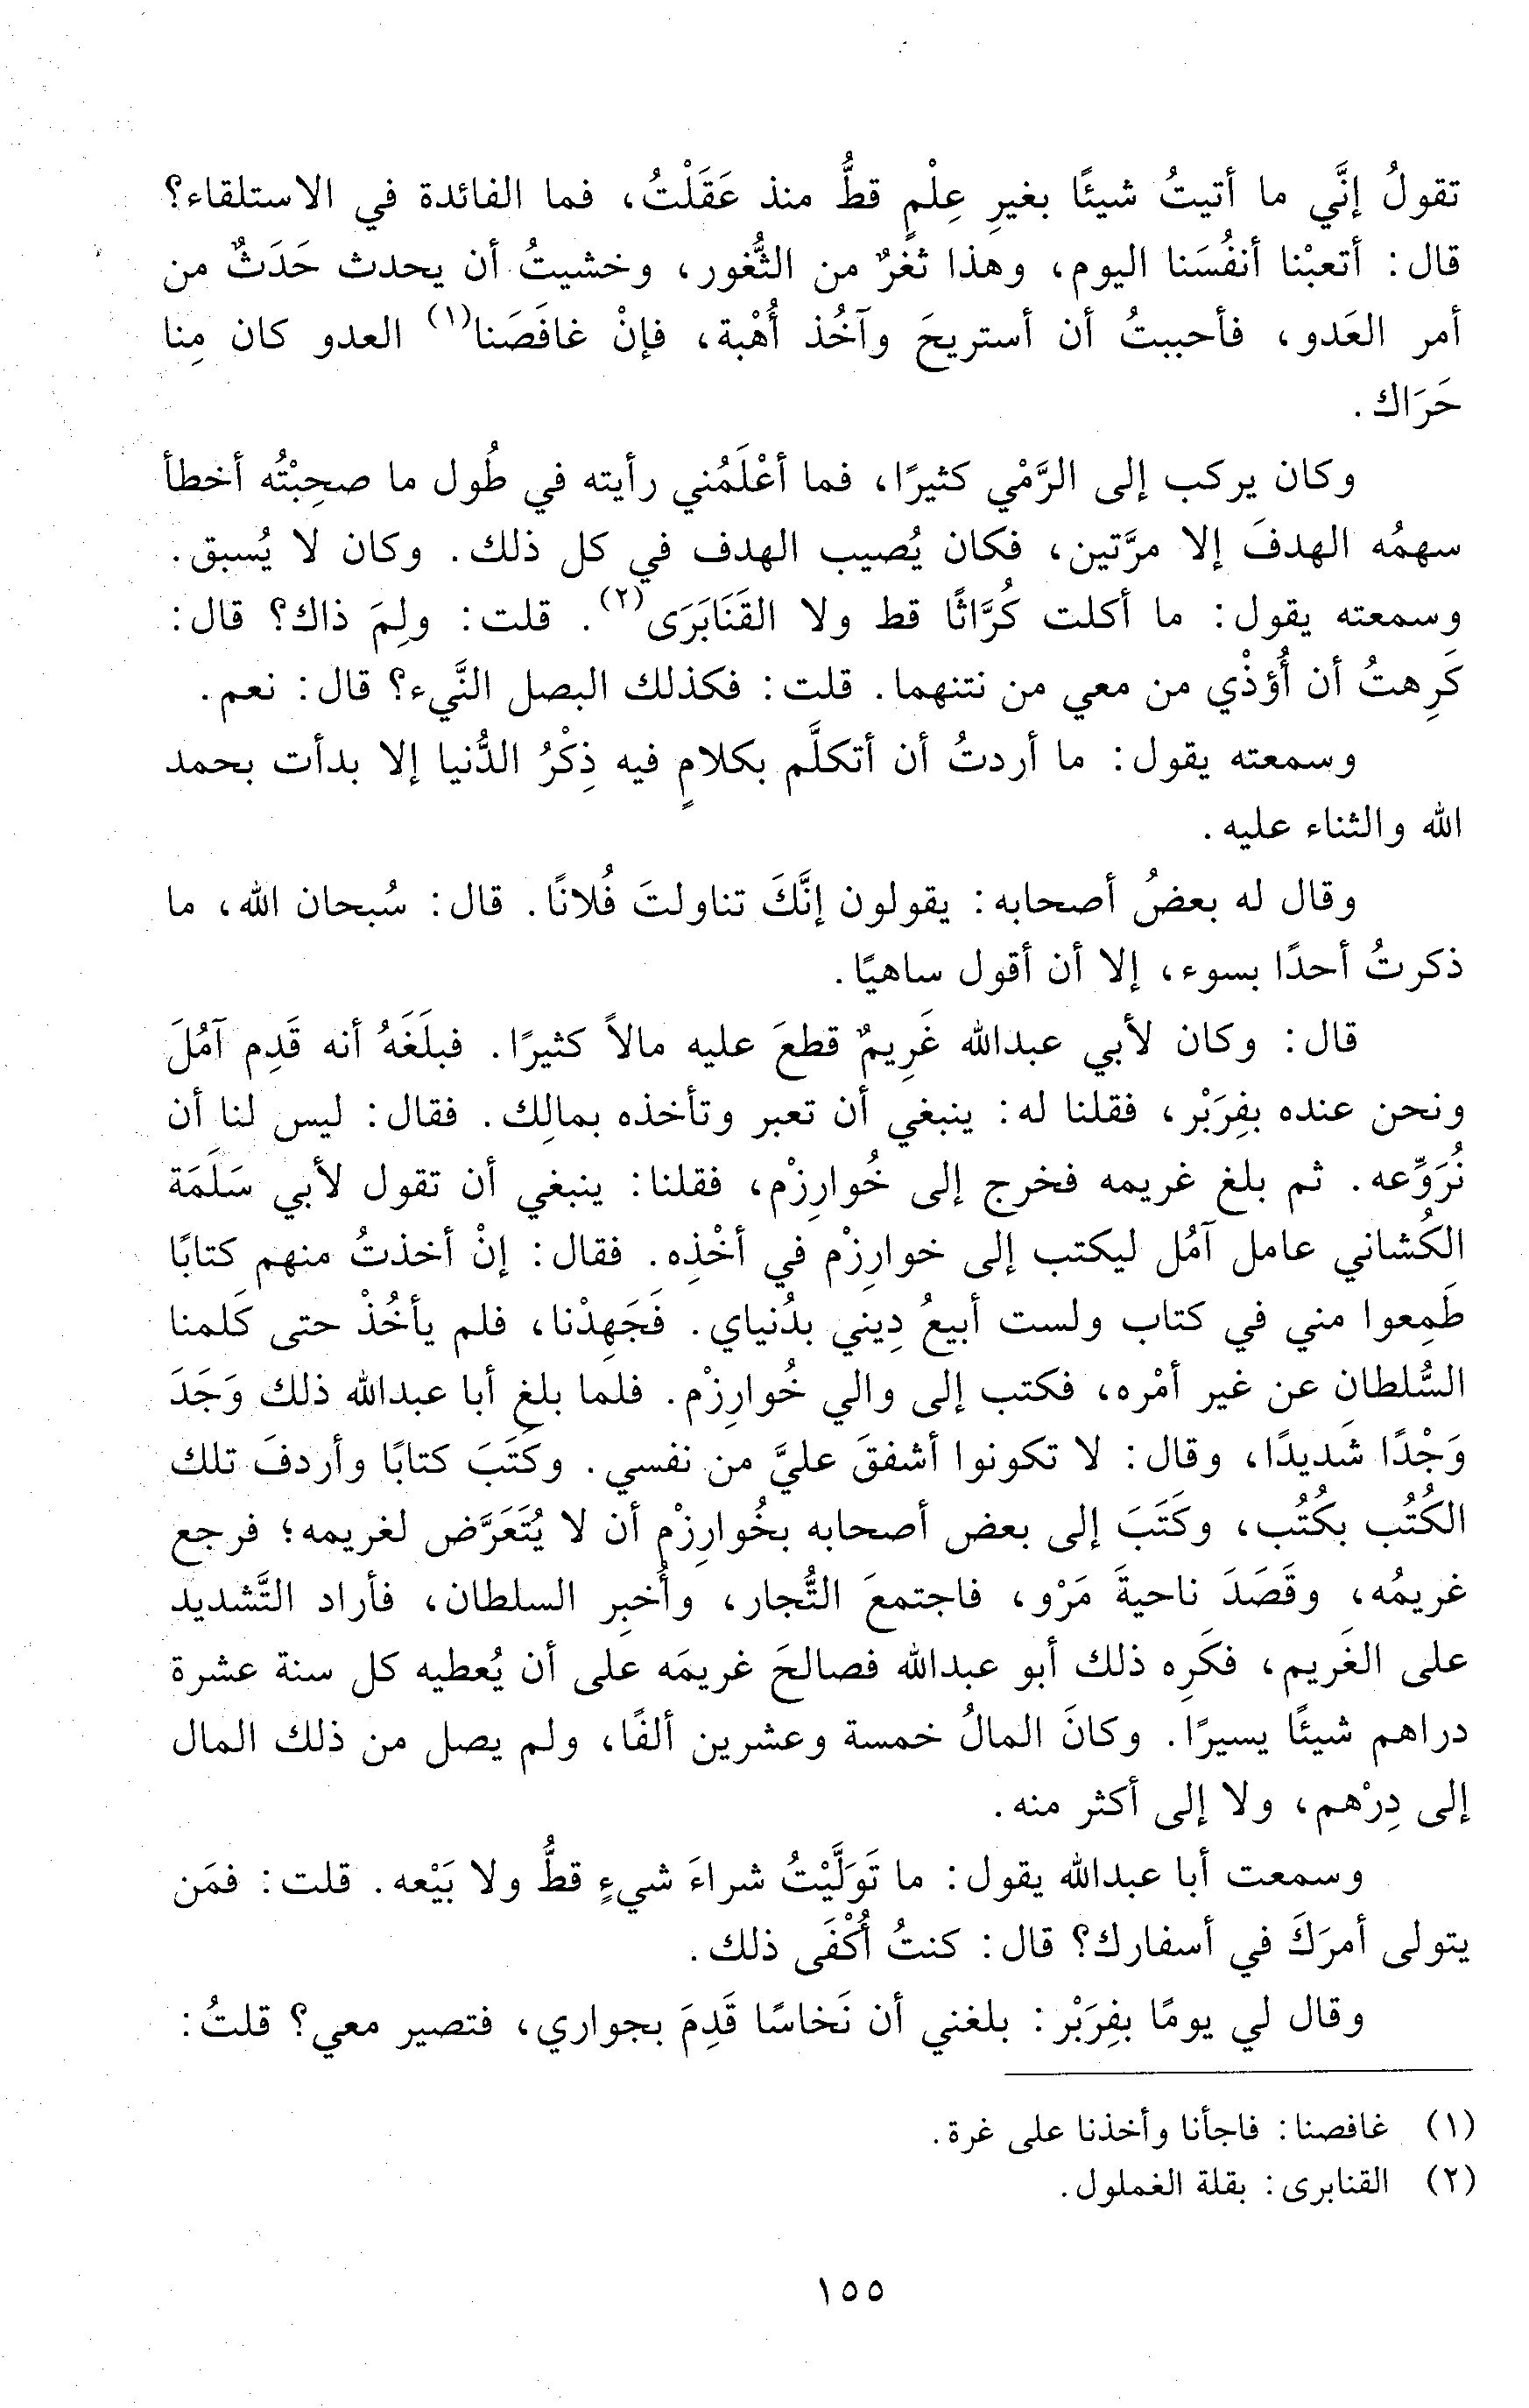 تقولُ إنَّي ما أتيتُ شيئًا بغيرِ عِلْمٍ قطُّ منذ عَقَلْتُ، فما الفائدة في الاستلقاء؟
قال: أتعبْنا أنفُسَنا اليوم، وهذا ثَغرٌ من الثُّغور، وخشيتُ أن يحدث حَدَثٌ من
أمر العَدو، فأحببتُ أن أستريحَ وآخُذ أُهْبة، فإنْ غافَصَنا(١) العدو كان مِنا
حَرَاك.
وكان يركب إلى الرَّمْي كثيرًا، فما أعْلَمُني رأيته في طُول ما صحِبْتُه أخطأ
سهمُه الهدفَ إلا مرَّتين، فكان يُصيب الهدف في كل ذلك. وكان لا يُسبق.
وسمعته يقول: ما أكلت كُرَّاثًا قط ولا القَنَابَرَى(٢). قلت: ولِمَ ذاك؟ قال:
كَرِهتُ أن أُؤذْي من معي من نتنهما. قلت: فكذلك البصل النَّيء؟ قال: نعم.
وسمعته يقول: ما أردتُ أن أتكلَّم بكلامٍ فيه ذِكْرُ الدُّنيا إلا بدأت بحمد
الله والثناء عليه.
وقال له بعضُ أصحابه: يقولون إنَّكَ تناولتَ فُلانًا. قال: سُبحان الله، ما
ذكرتُ أحدًا بسوء، إلا أن أقول ساهيًا.
قال: وكان لأبي عبدالله غَرِيمٌ قطعَ عليه مالاً كثيرًا. فبلَغَهُ أنه قَدِم آمُلَ
ونحن عنده بفِرَبْر، فقلنا له: ينبغي أن تعبر وتأخذه بمالِك. فقال: ليس لنا أن
نُرَوِّعه. ثم بلغ غريمه فخرج إلى خُوارِزْم، فقلنا: ينبغي أن تقول لأبي سَلَمَة
الكُشاني عامل آمُل ليكتب إلى خوارِزْم في أخْذِه. فقال: إنْ أخذتُ منهم كتابًا
طَمِعوا مني في كتاب ولست أبيعُ دِيني بدُنياي. فَجَهِدْنا، فلم يأخُذْ حتى كَلمنا
السُّلطان عن غير أمْره، فكتب إلى والي خُوارِزْم. فلما بلغ أبا عبدالله ذلك وَجَدَ
وَجْدًا شَديدًا، وقال: لا تكونوا أشفقَ عليَّ من نفسي. وكَتَبَ كتابًا وأردفَ تلك
الكُتُب بكُتُب، وكَتَبَ إلى بعض أصحابه بخُوارِزْم أن لا يُتَعَرَّض لغريمه؛ فرجع
غريمُه، وقَصَدَ ناحيةَ مَرْو، فاجتمعَ التُّجار، وأُخبِر السلطان، فأراد التَّشديد
على الغَريم، فكَرِه ذلك أبو عبدالله فصالحَ غريمَه على أن يُعطيه كل سنة عشرة
دراهم شيئًا يسيرًا. وكانَ المالُ خمسة وعشرين ألفًا، ولم يصل من ذلك المال
إلى دِرْهم، ولا إلى أكثر منه.
وسمعت أبا عبدالله يقول: ما تَوَلَّيْتُ شراءَ شيءٍ قطُّ ولا بَيْعه. قلت: فمَن
يتولى أمرَكَ في أسفارك؟ قال: كنتُ أُكْفَى ذلك.
وقال لي يومًا بفِرَبْر: بلغني أن نَخاسًا قَدِمَ بجواري، فتصير معي؟ قلتُ:
(١) غافصنا: فاجأنا وأخذنا على غرة.
(٢) القنابرى: بقلة الغملول.
١٥٥